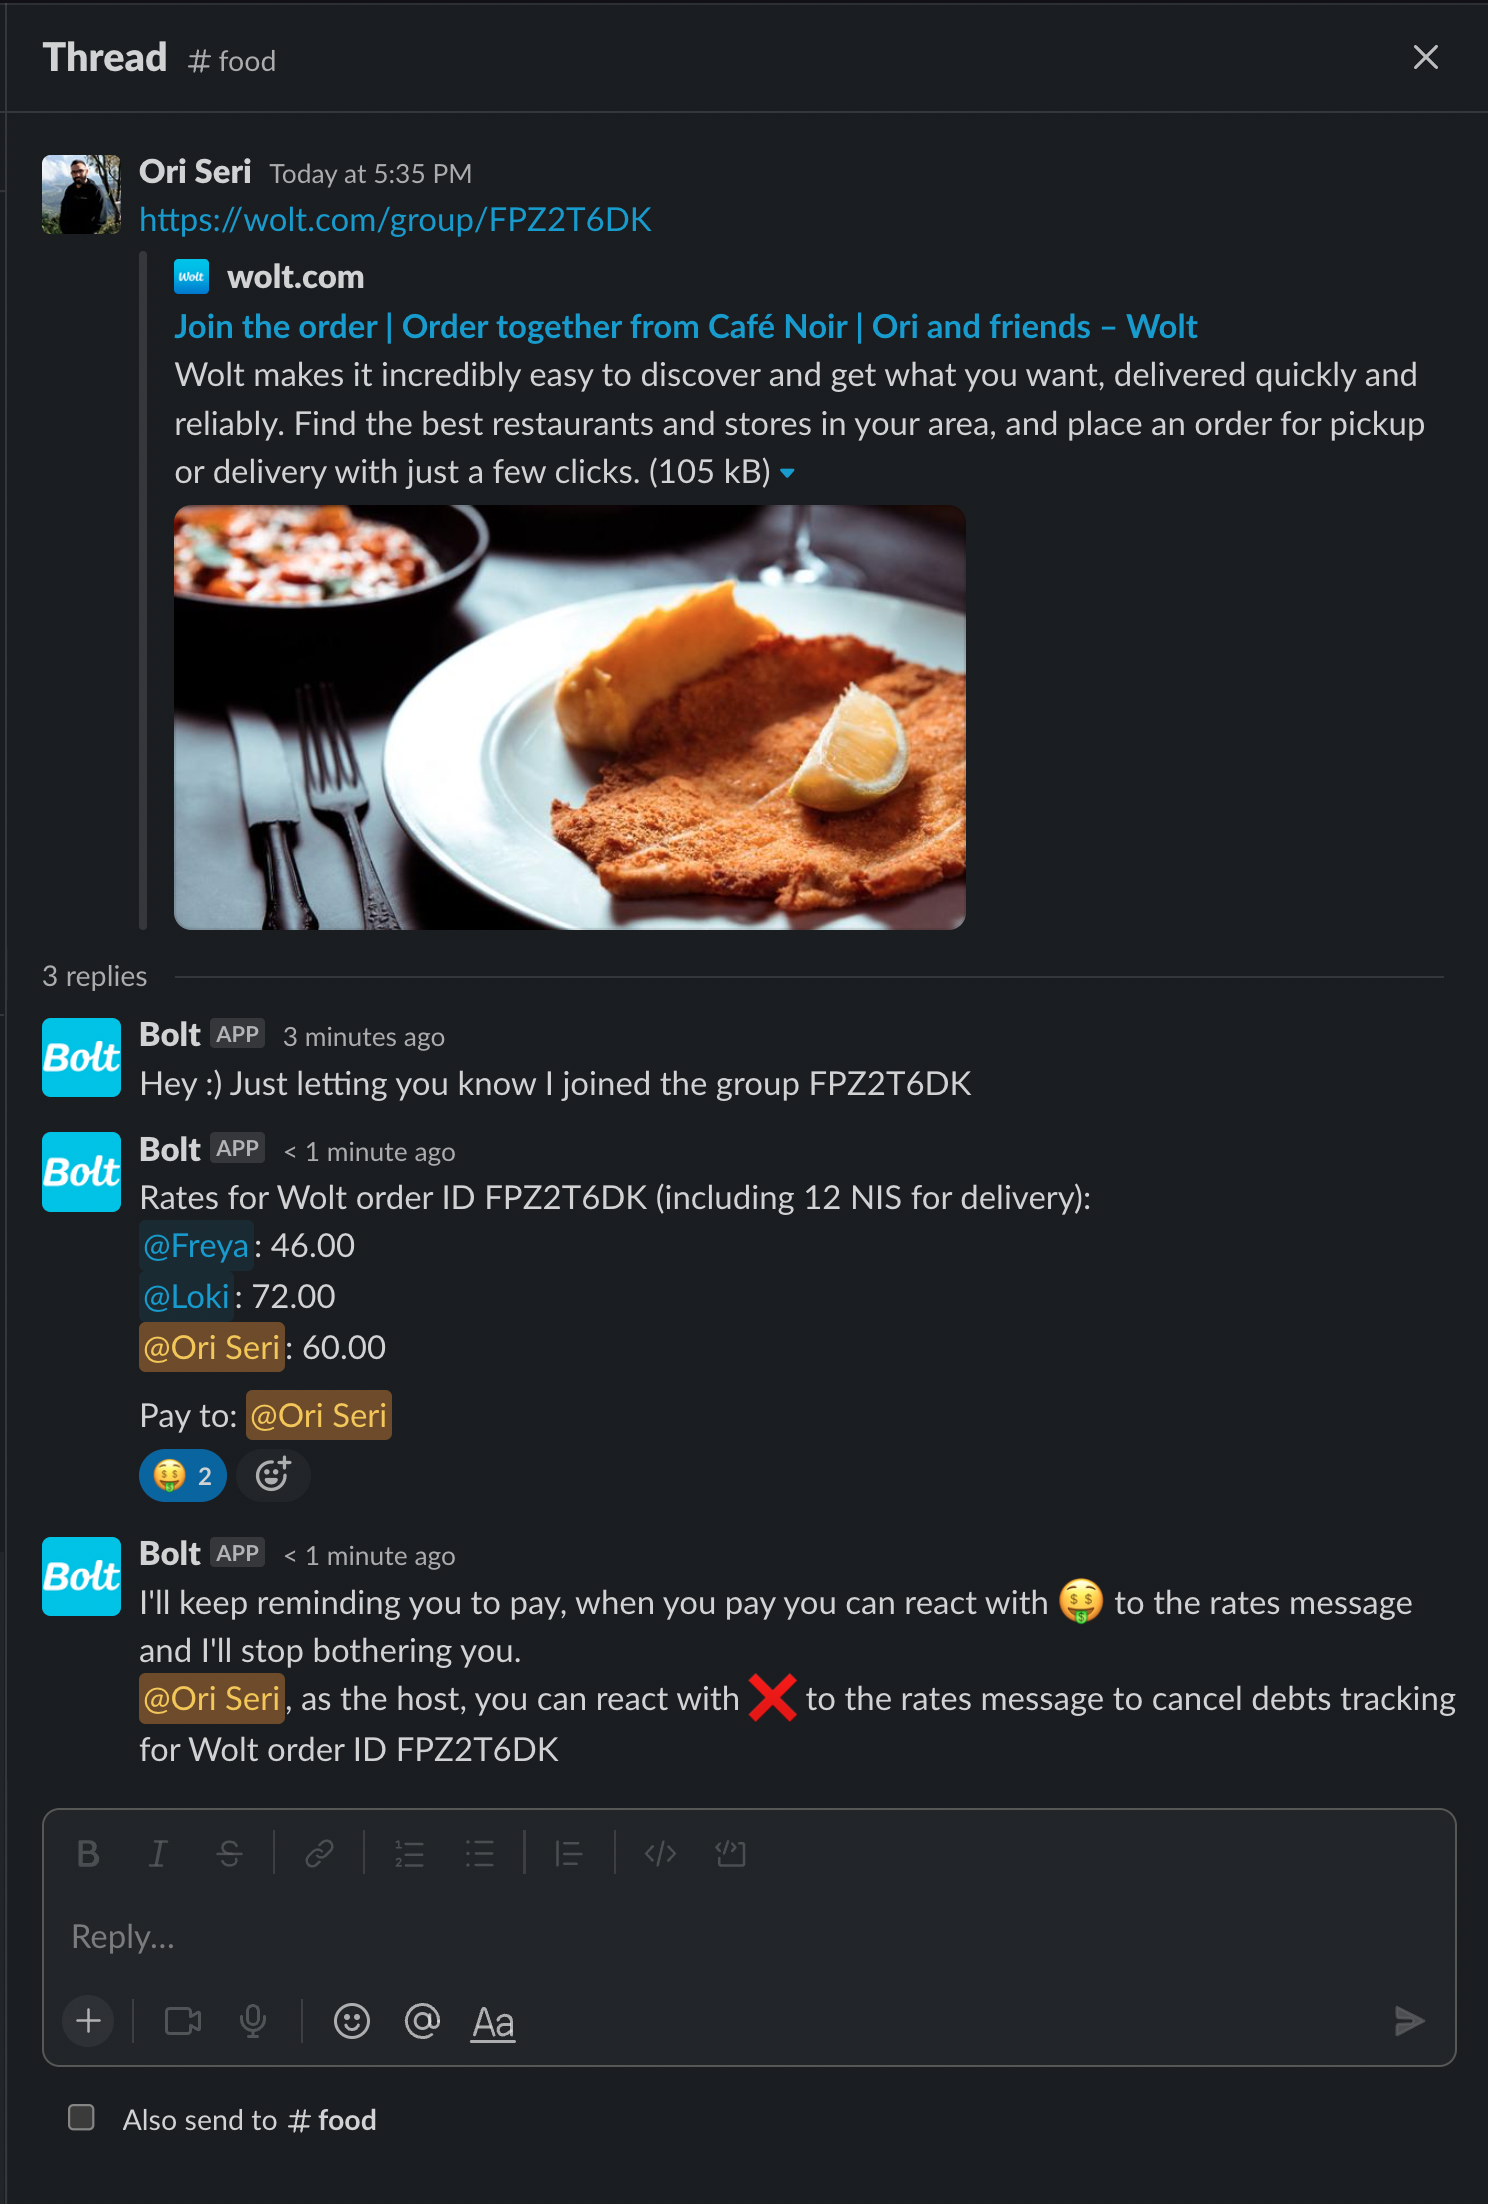 Thread # food
Ori Seri Today at 5:35 PM
https://wolt.com/group/FPZ2T6DK
Wolt wolt.com
Join the order | Order together from Café Noir | Ori and friends – Wolt
Wolt makes it incredibly easy to discover and get what you want, delivered quickly and
reliably. Find the best restaurants and stores in your area, and place an order for pickup
or delivery with just a few clicks. (105 kB)
3 replies
Bolt
Bolt APP 3 minutes ago
Hey :) Just letting you know I joined the group FPZ2T6DK
Bolt
Bolt APP < 1 minute ago
Rates for Wolt order ID FPZ2T6DK (including 12 NIS for delivery):
@Freya: 46.00
@Loki: 72.00
@Ori Seri: 60.00
Pay to: @Ori Seri
🤑 2
Bolt
Bolt APP < 1 minute ago
I'll keep reminding you to pay, when you pay you can react with 🤑 to the rates message
and I'll stop bothering you.
@Ori Seri, as the host, you can react with ❌ to the rates message to cancel debts tracking
for Wolt order ID FPZ2T6DK
B I S
Reply...
+ @ Aa
Also send to # food